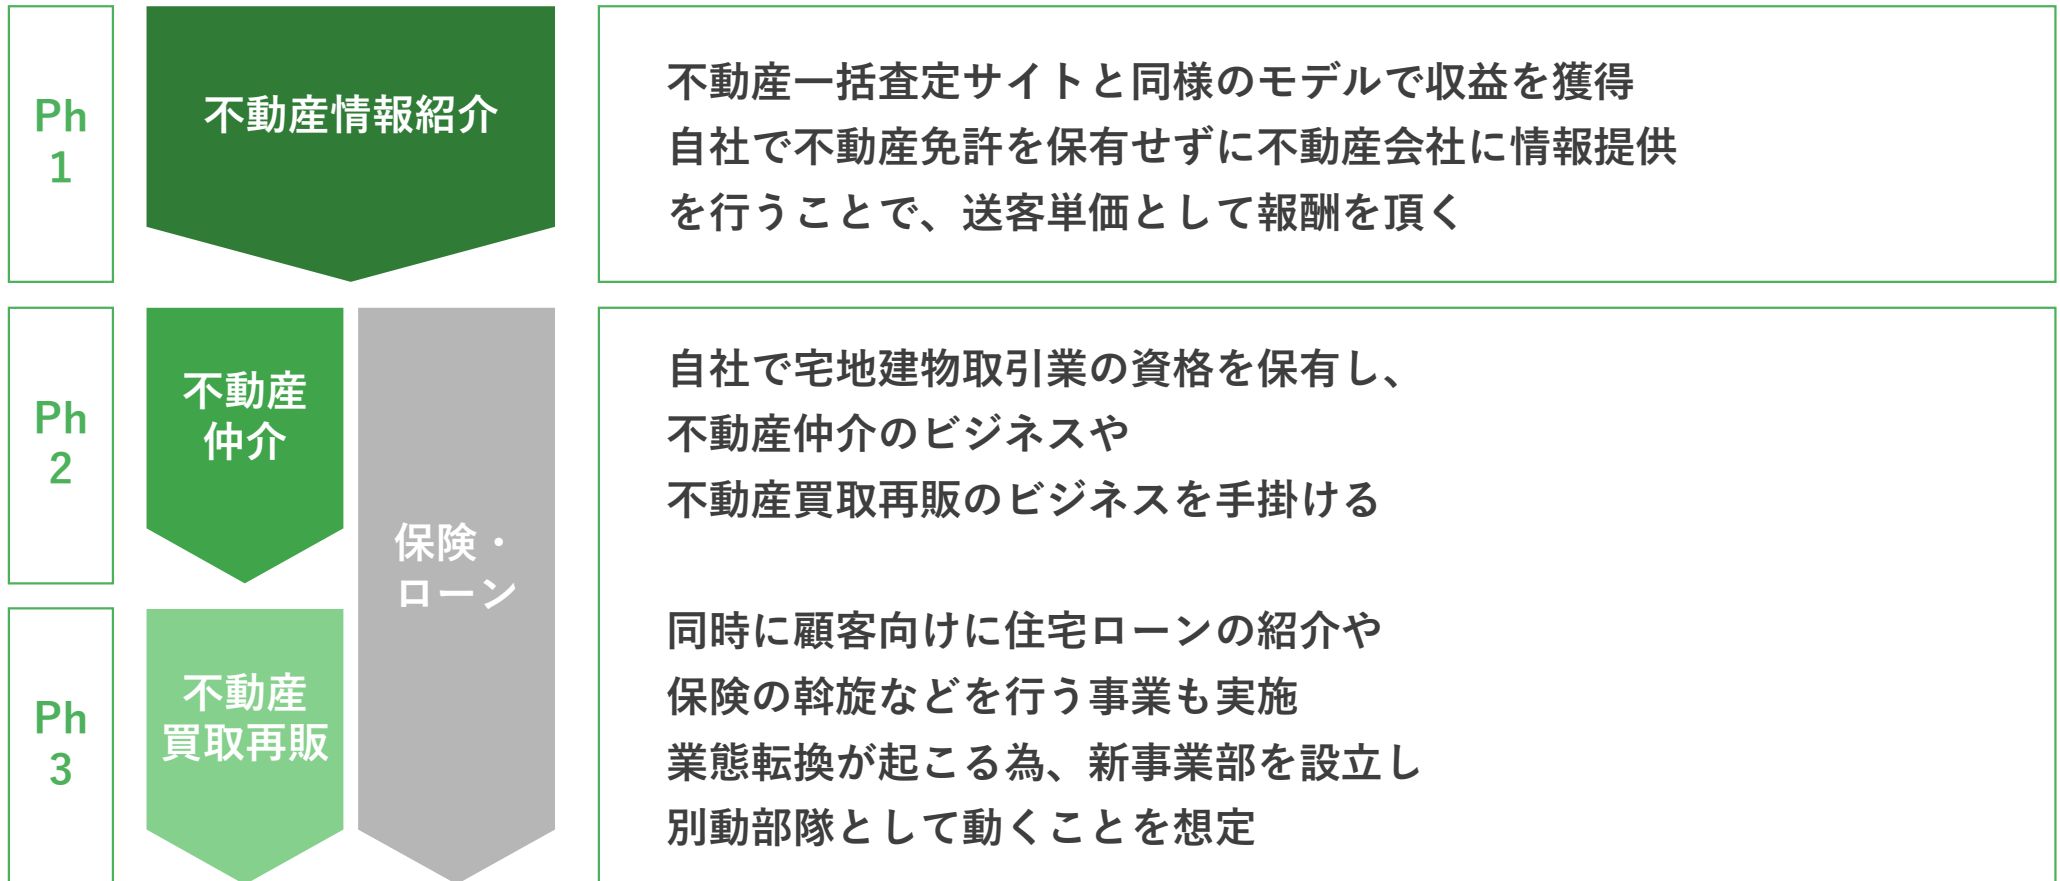 Ph
1
不動産情報紹介
不動産一括査定サイトと同様のモデルで収益を獲得
自社で不動産免許を保有せずに不動産会社に情報提供
を行うことで、送客単価として報酬を頂く
Ph
2
不動産
仲介
保険・
ローン
自社で宅地建物取引業の資格を保有し、
不動産仲介のビジネスや
不動産買取再販のビジネスを手掛ける
同時に顧客向けに住宅ローンの紹介や
保険の斡旋などを行う事業も実施
業態転換が起こる為、新事業部を設立し
別動部隊として動くことを想定
Ph
3
不動産
買取再販